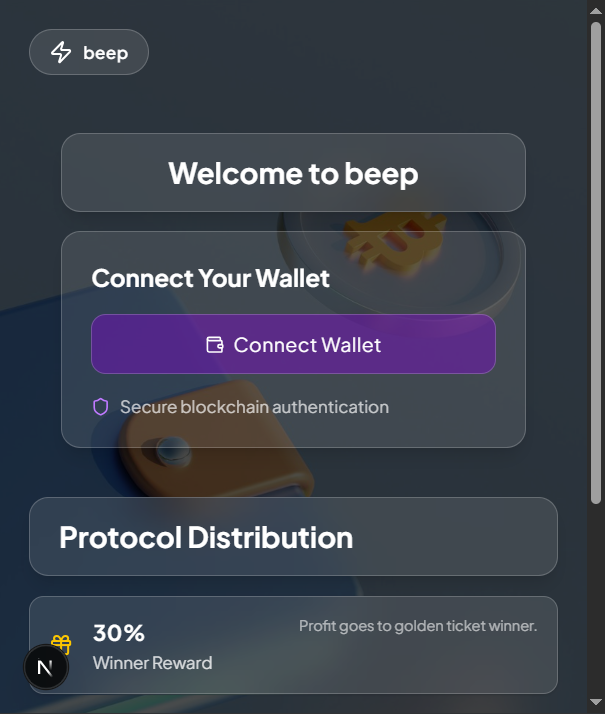 beep
Welcome to beep
Connect Your Wallet
Connect Wallet
Secure blockchain authentication
Protocol Distribution
30%
Profit goes to golden ticket winner.
Winner Reward
N